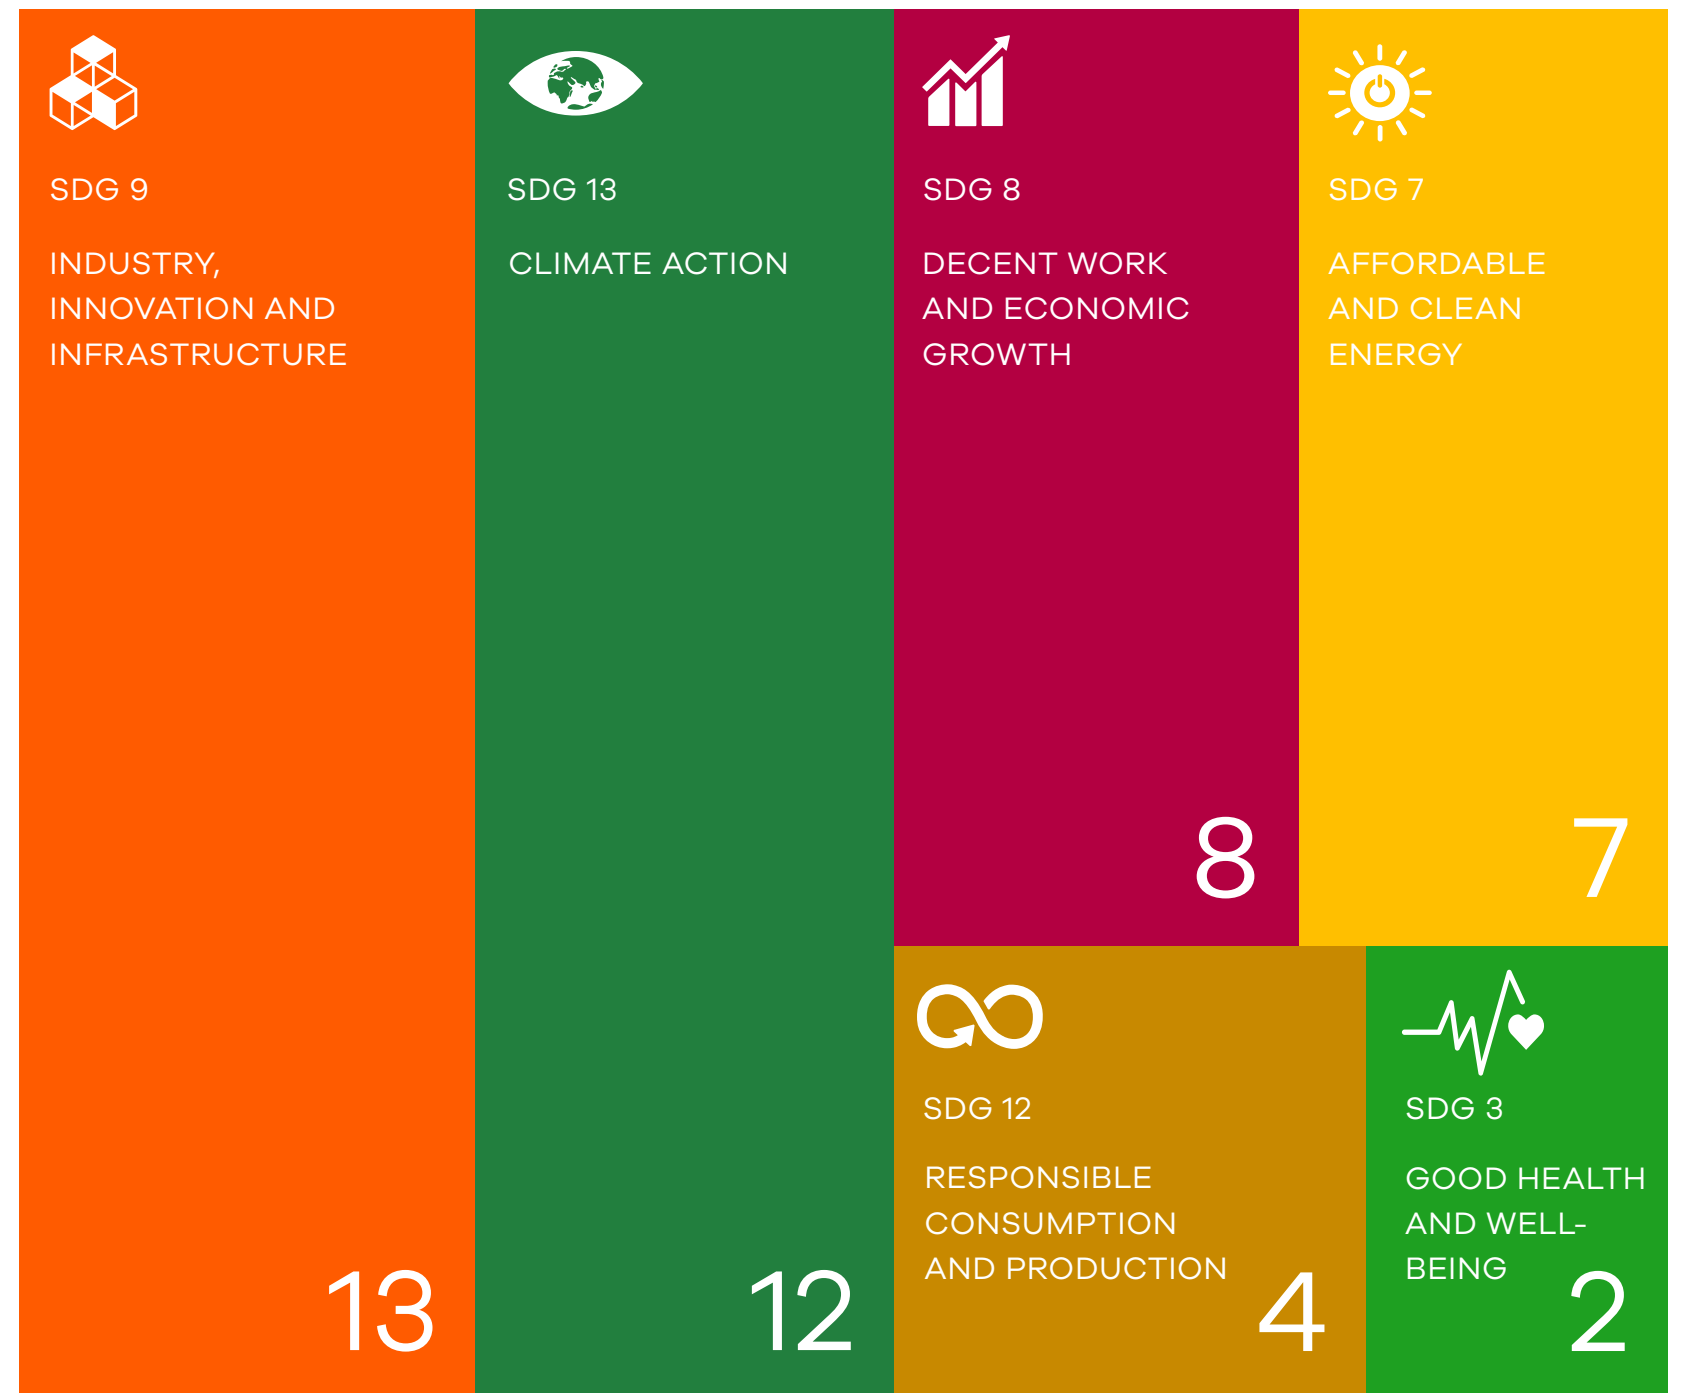 SDG 9
INDUSTRY,
INNOVATION AND
INFRASTRUCTURE
13
SDG 13
CLIMATE ACTION
12
SDG 8
DECENT WORK
AND ECONOMIC
GROWTH
8
SDG 7
AFFORDABLE
AND CLEAN
ENERGY
7
SDG 12
RESPONSIBLE
CONSUMPTION
AND PRODUCTION
4
SDG 3
GOOD HEALTH
AND WELL-
BEING
2